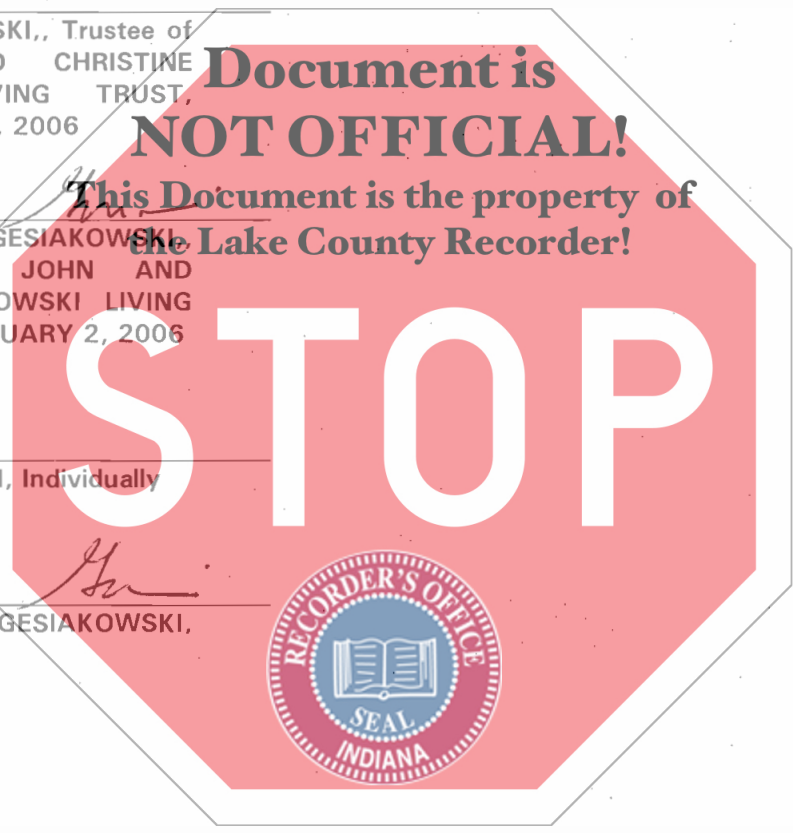 SKI,, Trustee of
CHRISTINE
Document is
VING TRUST,
2006
NOT OFFICIAL!
This Document is the property of
GESIAKOWSKI,,
the Lake County Recorder!
JOHN AND
OWSKI LIVING
UARY 2, 2006
STOP
, Individually
GESIAKOWSKI,
RECORDER'S OFFICE
SEAL
INDIANA